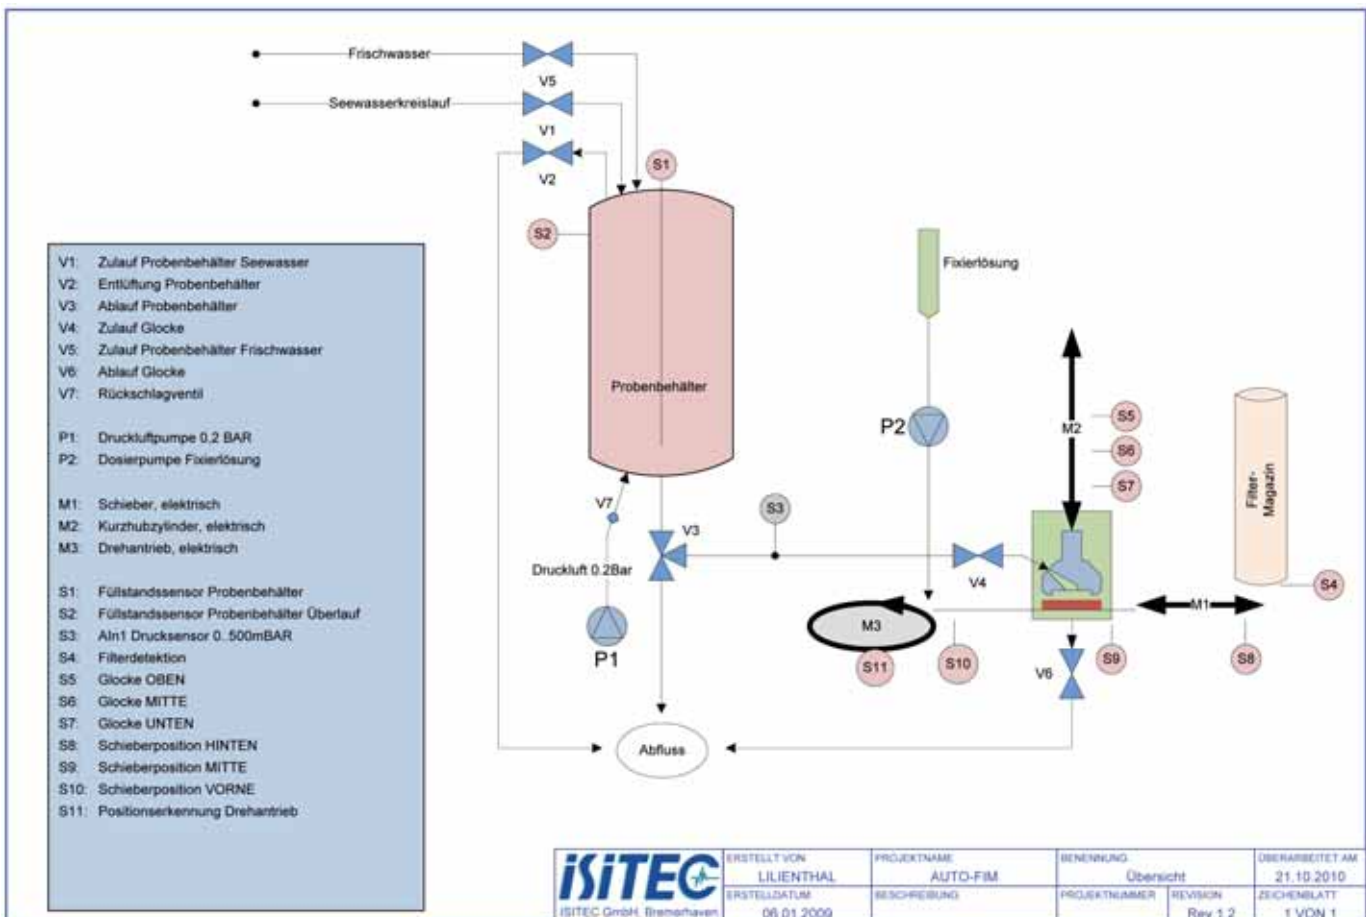 Frischwasser
V5
Seewasserkreislauf
V1
V2
S1
S2
V1: Zulauf Probenbehälter Seewasser
V2: Entlüftung Probenbehälter
V3: Ablauf Probenbehälter
V4: Zulauf Glocke
V5: Zulauf Probenbehälter Frischwasser
V6: Ablauf Glocke
V7: Rückschlagventil
P1: Druckluftpumpe 0,2 BAR
P2: Dosierpumpe Fixierlösung
M1: Schieber, elektrisch
M2: Kurzhubzylinder, elektrisch
M3: Drehantrieb, elektrisch
S1: Füllstandssensor Probenbehälter
S2: Füllstandssensor Probenbehälter Überlauf
S3: AIn1 Drucksensor 0..500mBAR
S4: Filterdetektion
S5: Glocke OBEN
S6: Glocke MITTE
S7: Glocke UNTEN
S8: Schieberposition HINTEN
S9: Schieberposition MITTE
S10: Schieberposition VORNE
S11: Positionserkennung Drehantrieb
Fixierlösung
Probenbehälter
P2
M2
S5
S6
S7
Filter-
Magazin
V7
V3
S3
Druckluft 0.2Bar
V4
S4
P1
M3
M1
S11
S10
S9
S8
V6
Abfluss
iSiTEC
ISITEC GmbH, Bremerhaven
ERSTELLT VON
LILIENTHAL
PROJEKTNAME
AUTO-FIM
BENENNUNG
Übersicht
ÜBERARBEITET AM
21.10.2010
ERSTELLDATUM
06.01.2009
BESCHREIBUNG
PROJEKTNUMMER
REVISION
Rev 1.2
ZEICHENBLATT
1 VON 1